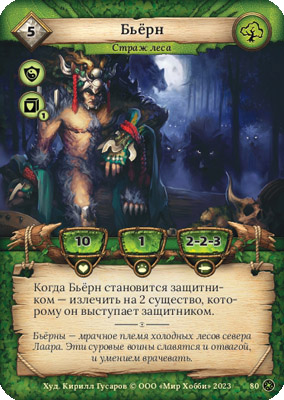 5
Бьёрн
Страж леса
1
10
1
2-2-3
Когда Бьёрн становится защитни-
ком — излечить на 2 существо, кото-
рому он выступает защитником.
Бьёрны — мрачное племя холодных лесов севера
Лаара. Эти суровые воины славятся и отвагой,
и умением врачевать.
Худ. Кирилл Гусаров © ООО «Мир Хобби» 2023
80